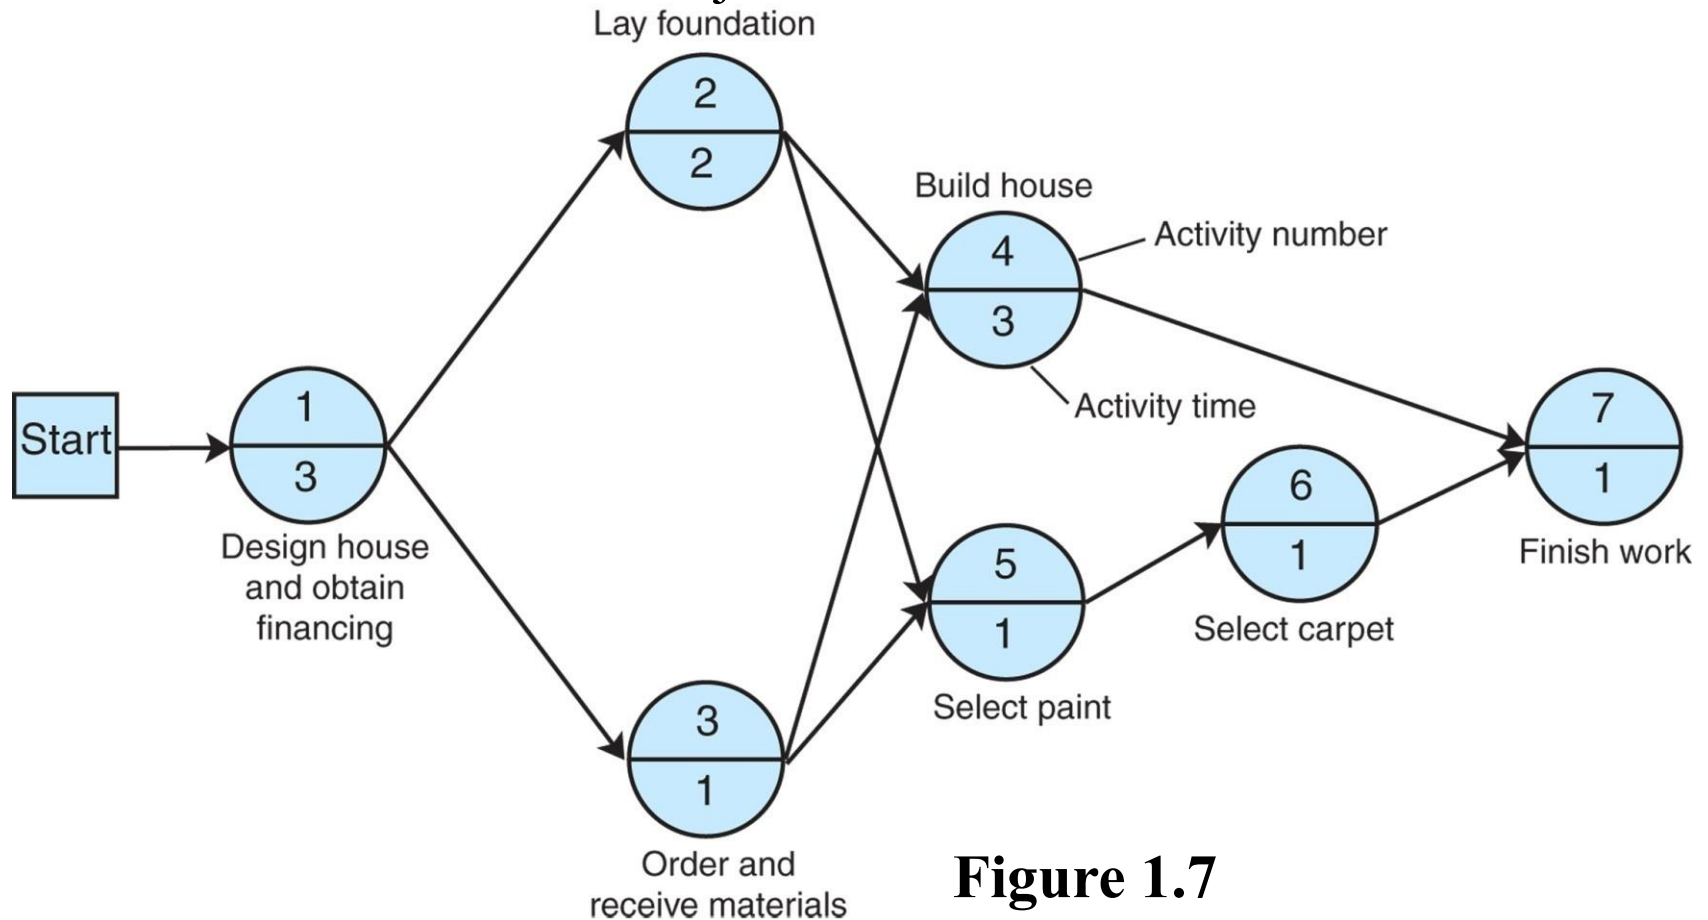 Lay foundation
2
2
Build house
4
3
Activity number
Activity time
Start
1
3
Design house
and obtain
financing
7
1
Finish work
6
1
Select carpet
5
1
Select paint
3
1
Order and
receive materials
Figure 1.7